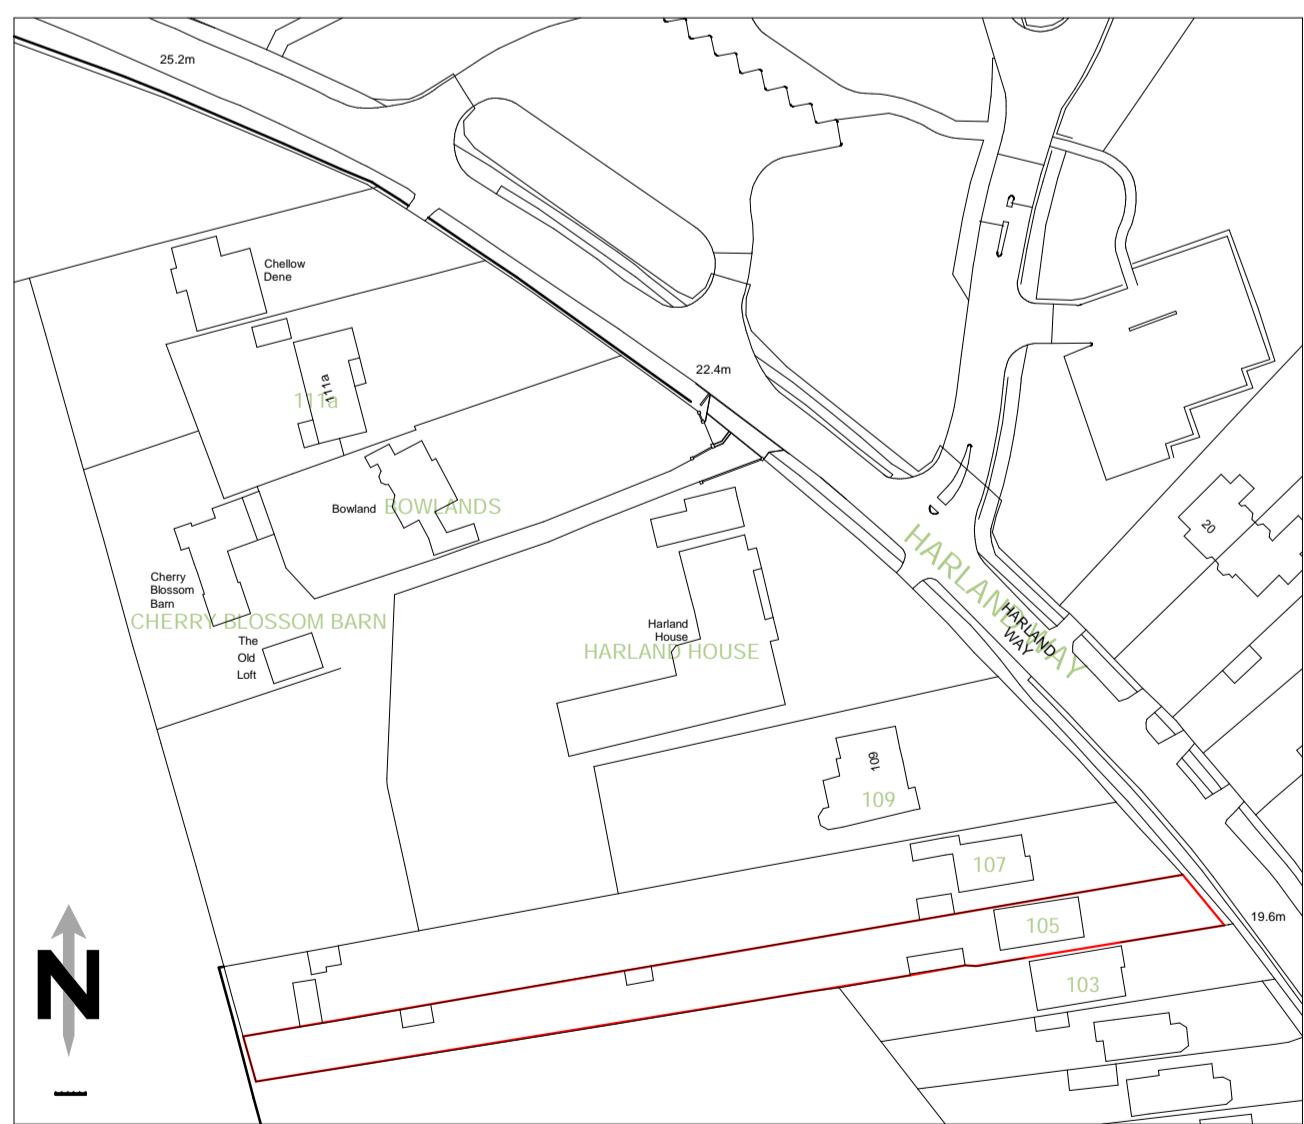 25.2m
Chellow
Dene
22.4m
111a
111a
Bowland
BOWLANDS
20
HARLAND WAY
HARLAND
WAY
Cherry
Blossom
Barn
CHERRY BLOSSOM BARN
The
Old
Loft
Harland
House
HARLAND HOUSE
109
109
107
105
19.6m
103
N